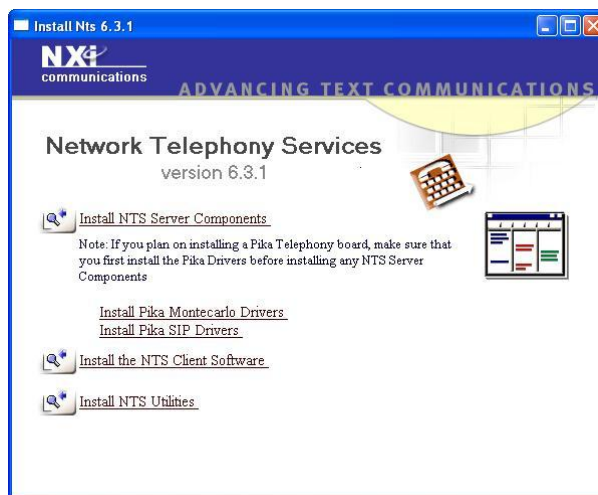 Install Nts 6.3.1
NXi
communications
ADVANCING TEXT COMMUNICATIONS
Network Telephony Services
version 6.3.1
Install NTS Server Components
Note: If you plan on installing a Pika Telephony board, make sure that
you first install the Pika Drivers before installing any NTS Server
Components
Install Pika Montecarlo Drivers
Install Pika SIP Drivers
Install the NTS Client Software
Install NTS Utilities